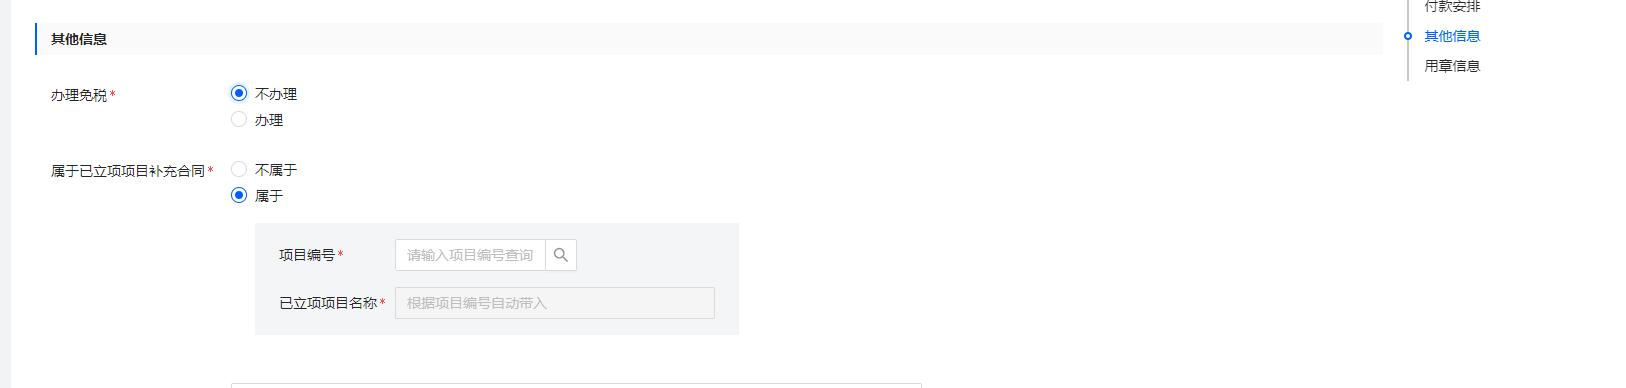 付款安排
其他信息
其他信息
用章信息
办理免税*
不办理
办理
属于已立项项目补充合同*
不属于
属于
项目编号*
请输入项目编号查询
已立项项目名称*
根据项目编号自动带入